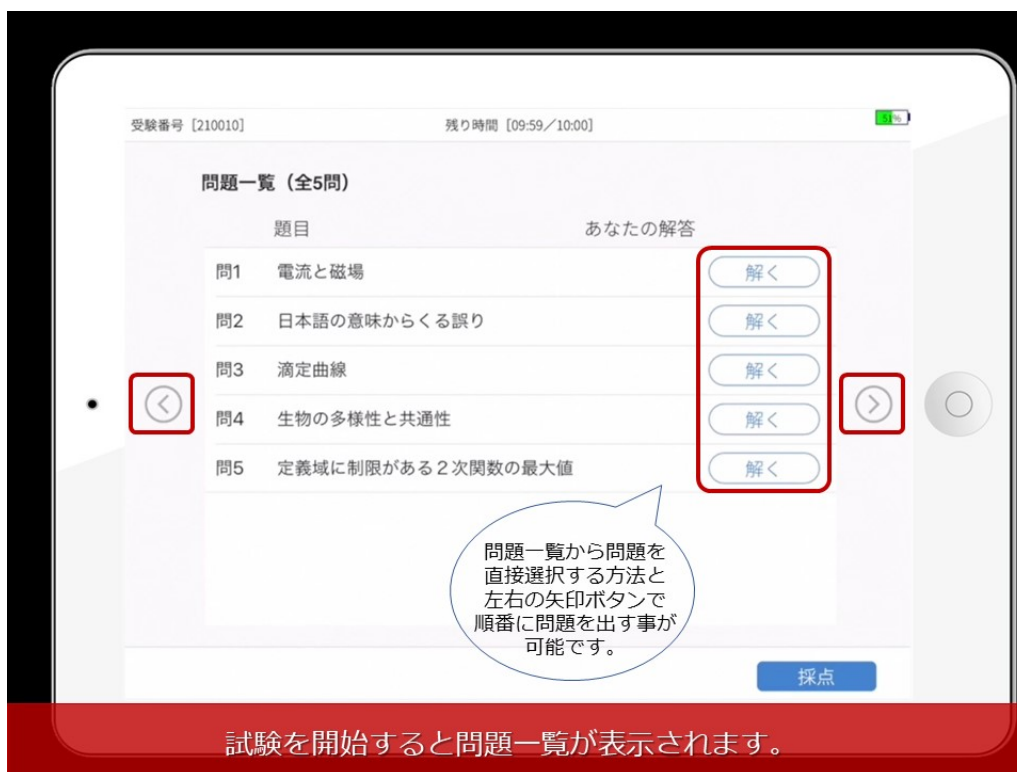 受験番号［210010］ 残り時間［09:59／10:00］ 51%
問題一覧（全5問）
題目 あなたの解答
問1 電流と磁場 解く
問2 日本語の意味からくる誤り 解く
問3 滴定曲線 解く
問4 生物の多様性と共通性 解く
問5 定義域に制限がある２次関数の最大値 解く
問題一覧から問題を
直接選択する方法と
左右の矢印ボタンで
順番に問題を出す事が
可能です。
採点
試験を開始すると問題一覧が表示されます。